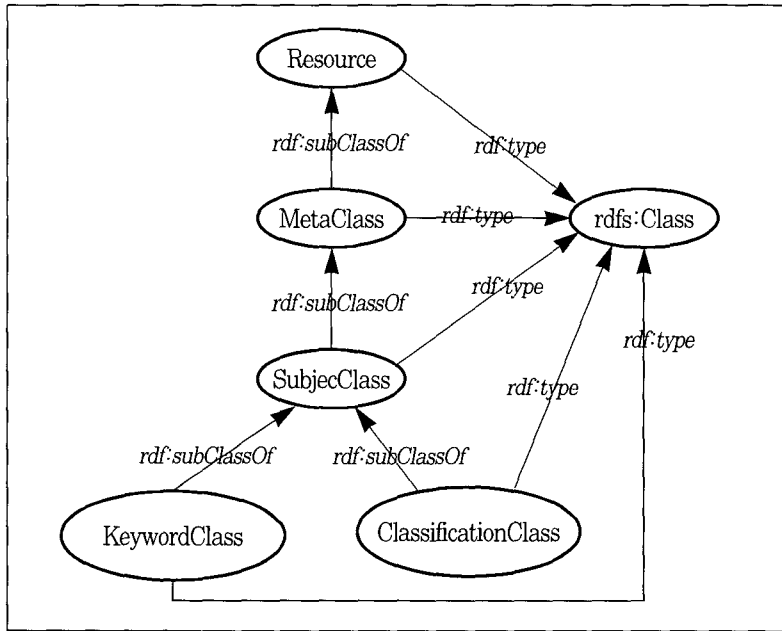 Resource
rdf:subClassOf
rdf:type
MetaClass
rdf:type
rdfs:Class
rdf:subClassOf
rdf:type
rdf:type
SubjecClass
rdf:type
rdf:subClassOf
rdf:subClassOf
KeywordClass
ClassificationClass